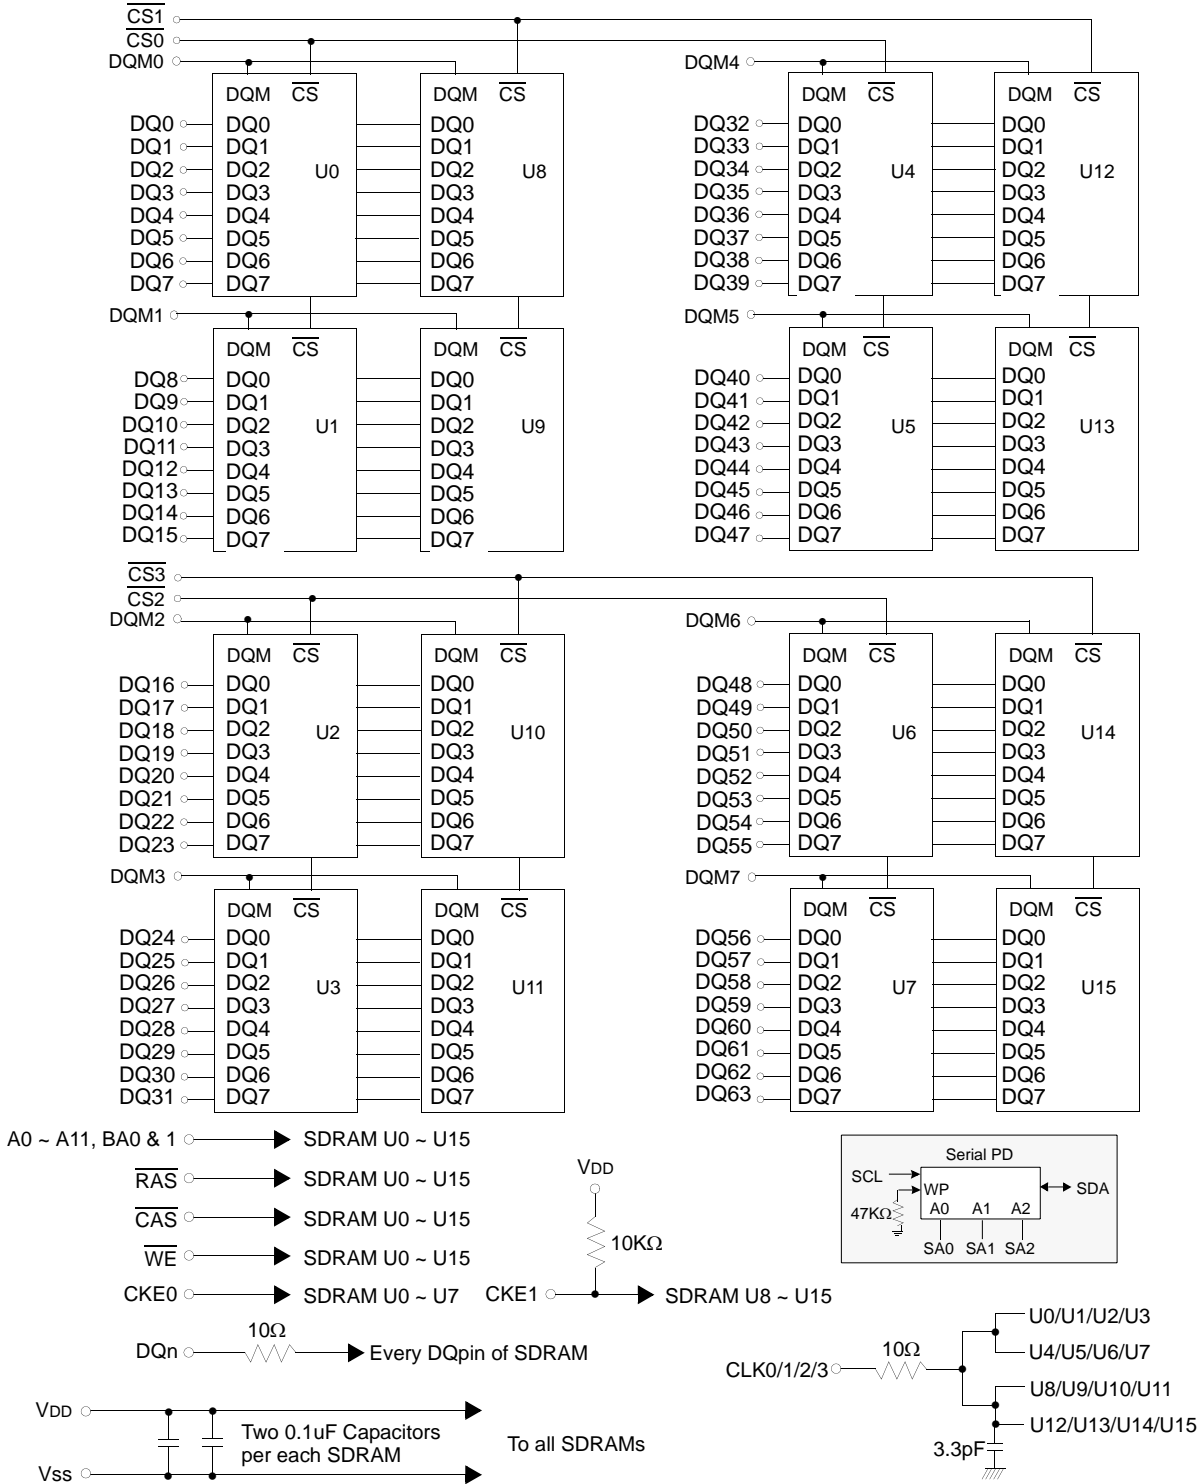 CS1
CS0
DQM0
DQM CS
DQ0 DQ0
DQ1 DQ1
DQ2 DQ2
DQ3 DQ3
DQ4 DQ4
DQ5 DQ5
DQ6 DQ6
DQ7 DQ7
U0
DQM CS
DQ0
DQ1
DQ2
DQ3
DQ4
DQ5
DQ6
DQ7
U8
DQM4
DQM CS
DQ32 DQ0
DQ33 DQ1
DQ34 DQ2
DQ35 DQ3
DQ36 DQ4
DQ37 DQ5
DQ38 DQ6
DQ39 DQ7
U4
DQM CS
DQ0
DQ1
DQ2
DQ3
DQ4
DQ5
DQ6
DQ7
U12
DQM1
DQM CS
DQ8 DQ0
DQ9 DQ1
DQ10 DQ2
DQ11 DQ3
DQ12 DQ4
DQ13 DQ5
DQ14 DQ6
DQ15 DQ7
U1
DQM CS
DQ0
DQ1
DQ2
DQ3
DQ4
DQ5
DQ6
DQ7
U9
DQM5
DQM CS
DQ40 DQ0
DQ41 DQ1
DQ42 DQ2
DQ43 DQ3
DQ44 DQ4
DQ45 DQ5
DQ46 DQ6
DQ47 DQ7
U5
DQM CS
DQ0
DQ1
DQ2
DQ3
DQ4
DQ5
DQ6
DQ7
U13
CS3
CS2
DQM2
DQM CS
DQ16 DQ0
DQ17 DQ1
DQ18 DQ2
DQ19 DQ3
DQ20 DQ4
DQ21 DQ5
DQ22 DQ6
DQ23 DQ7
U2
DQM CS
DQ0
DQ1
DQ2
DQ3
DQ4
DQ5
DQ6
DQ7
U10
DQM6
DQM CS
DQ48 DQ0
DQ49 DQ1
DQ50 DQ2
DQ51 DQ3
DQ52 DQ4
DQ53 DQ5
DQ54 DQ6
DQ55 DQ7
U6
DQM CS
DQ0
DQ1
DQ2
DQ3
DQ4
DQ5
DQ6
DQ7
U14
DQM3
DQM CS
DQ24 DQ0
DQ25 DQ1
DQ26 DQ2
DQ27 DQ3
DQ28 DQ4
DQ29 DQ5
DQ30 DQ6
DQ31 DQ7
U3
DQM CS
DQ0
DQ1
DQ2
DQ3
DQ4
DQ5
DQ6
DQ7
U11
DQM7
DQM CS
DQ56 DQ0
DQ57 DQ1
DQ58 DQ2
DQ59 DQ3
DQ60 DQ4
DQ61 DQ5
DQ62 DQ6
DQ63 DQ7
U7
DQM CS
DQ0
DQ1
DQ2
DQ3
DQ4
DQ5
DQ6
DQ7
U15
A0 ~ A11, BA0 & 1 SDRAM U0 ~ U15
RAS SDRAM U0 ~ U15
CAS SDRAM U0 ~ U15
WE SDRAM U0 ~ U15
CKE0 SDRAM U0 ~ U7
VDD
10KΩ
CKE1 SDRAM U8 ~ U15
Serial PD
SCL
WP
SDA
47KΩ
A0 A1 A2
SA0 SA1 SA2
DQn 10Ω Every DQpin of SDRAM
CLK0/1/2/3 10Ω
U0/U1/U2/U3
U4/U5/U6/U7
U8/U9/U10/U11
U12/U13/U14/U15
3.3pF
VDD
Two 0.1uF Capacitors
per each SDRAM
To all SDRAMs
Vss